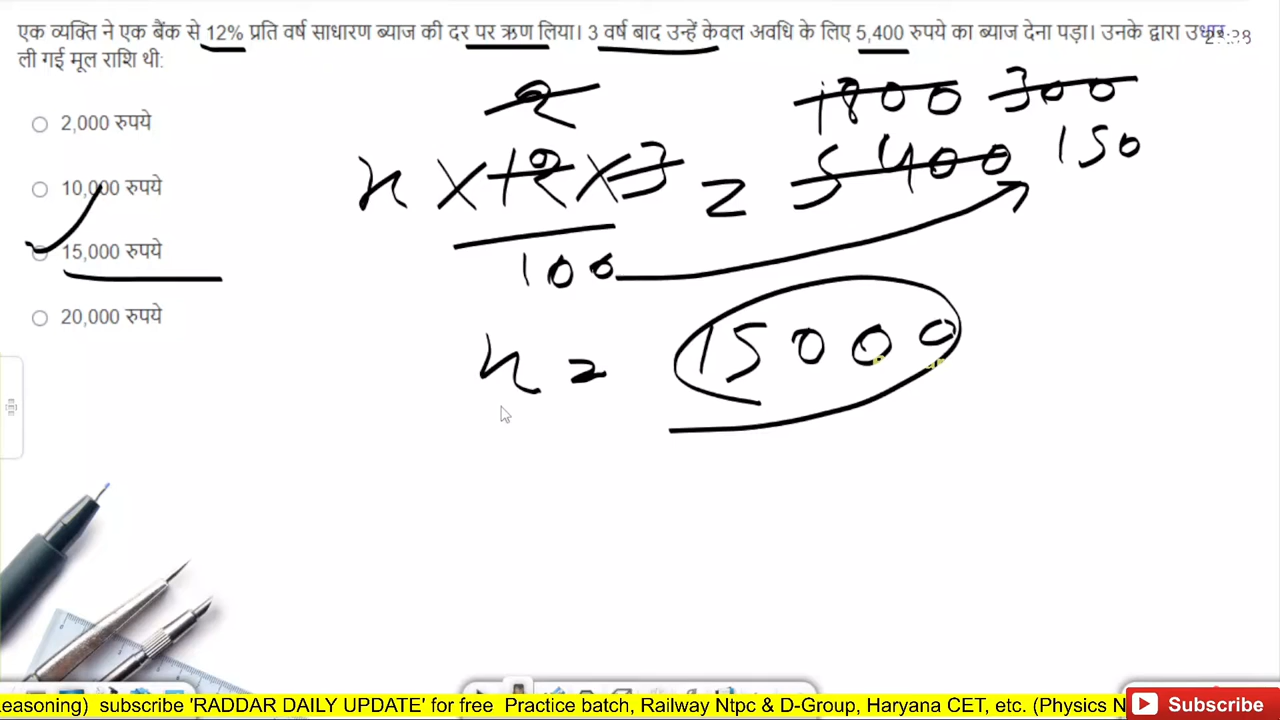 एक व्यक्ति ने एक बैंक से 12% प्रति वर्ष साधारण ब्याज की दर पर ऋण लिया। 3 वर्ष बाद उन्हें केवल अवधि के लिए 5,400 रुपये का ब्याज देना पड़ा। उनके द्वारा उधार
ली गई मूल राशि थी:
2,000 रुपये
10,000 रुपये
15,000 रुपये
20,000 रुपये
2
1800 300
x × 12 × 3 = 5400 150
100
x = 15000
easoning) subscribe 'RADDAR DAILY UPDATE' for free Practice batch, Railway Ntpc & D-Group, Haryana CET, etc. (Physics N
Subscribe